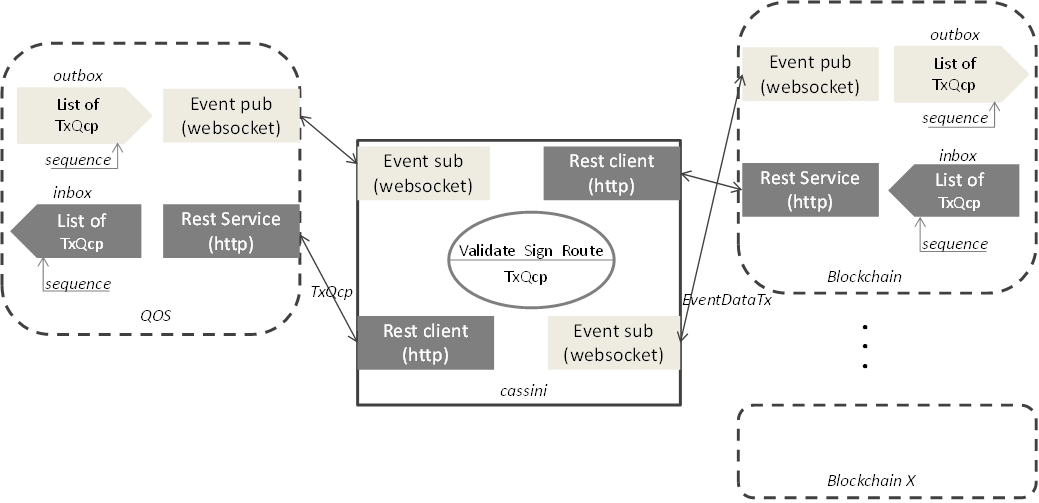 outbox
List of
TxQcp
sequence
Event pub
(websocket)
inbox
List of
TxQcp
sequence
Rest Service
(http)
QOS
TxQcp
Event sub
(websocket)
Rest client
(http)
Validate Sign Route
TxQcp
Rest client
(http)
Event sub
(websocket)
cassini
EventDataTx
Event pub
(websocket)
outbox
List of
TxQcp
sequence
Rest Service
(http)
inbox
List of
TxQcp
sequence
Blockchain
Blockchain X